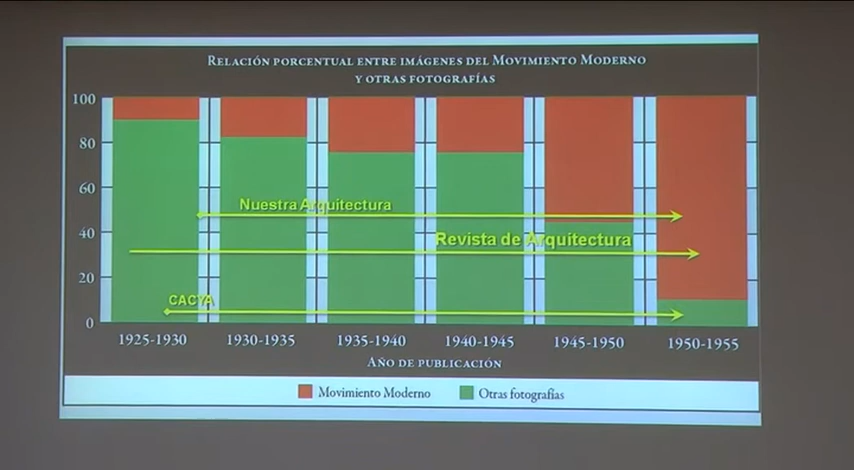 RELACIÓN PORCENTUAL ENTRE IMÁGENES DEL MOVIMIENTO MODERNO
Y OTRAS FOTOGRAFÍAS
100
80
60
40
20
0
Nuestra Arquitectura
Revista de Arquitectura
CACYA
1925-1930 1930-1935 1935-1940 1940-1945 1945-1950 1950-1955
AÑO DE PUBLICACIÓN
Movimiento Moderno Otras fotografías